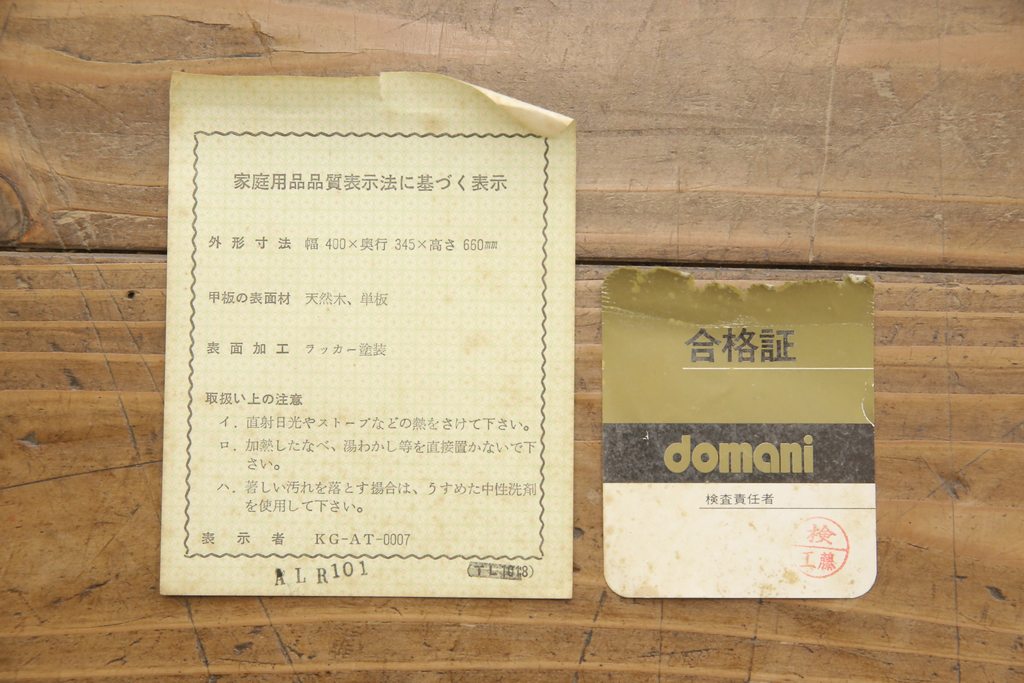 家庭用品品質表示法に基づく表示
外形寸法 幅 400×奥行 345×高さ 660㎜
甲板の表面材 天然木、単板
表面加工 ラッカー塗装
取扱い上の注意
イ. 直射日光やストーブなどの熱をさけて下さい。
ロ. 加熱したなべ、湯わかし等を直接置かないで下
さい。
ハ. 著しい汚れを落とす場合は、うすめた中性洗剤
を使用して下さい。
表示者 KG-AT-0007
ALR101
合格証
domani
検査責任者
検
工藤